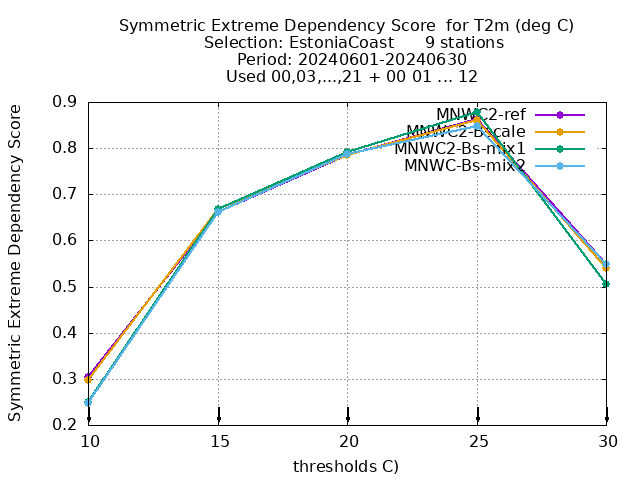 Symmetric Extreme Dependency Score  for T2m (deg C)
Selection: EstoniaCoast      9 stations
Period: 20240601-20240630
Used 00,03,...,21 + 00 01 ... 12
Symmetric Extreme Dependency Score
0.9
0.8
0.7
0.6
0.5
0.4
0.3
0.2
MNWC2-ref
MNWC2-Bs-mix1
MNWC-Bs-mix2
10 15 20 25 30
thresholds C)